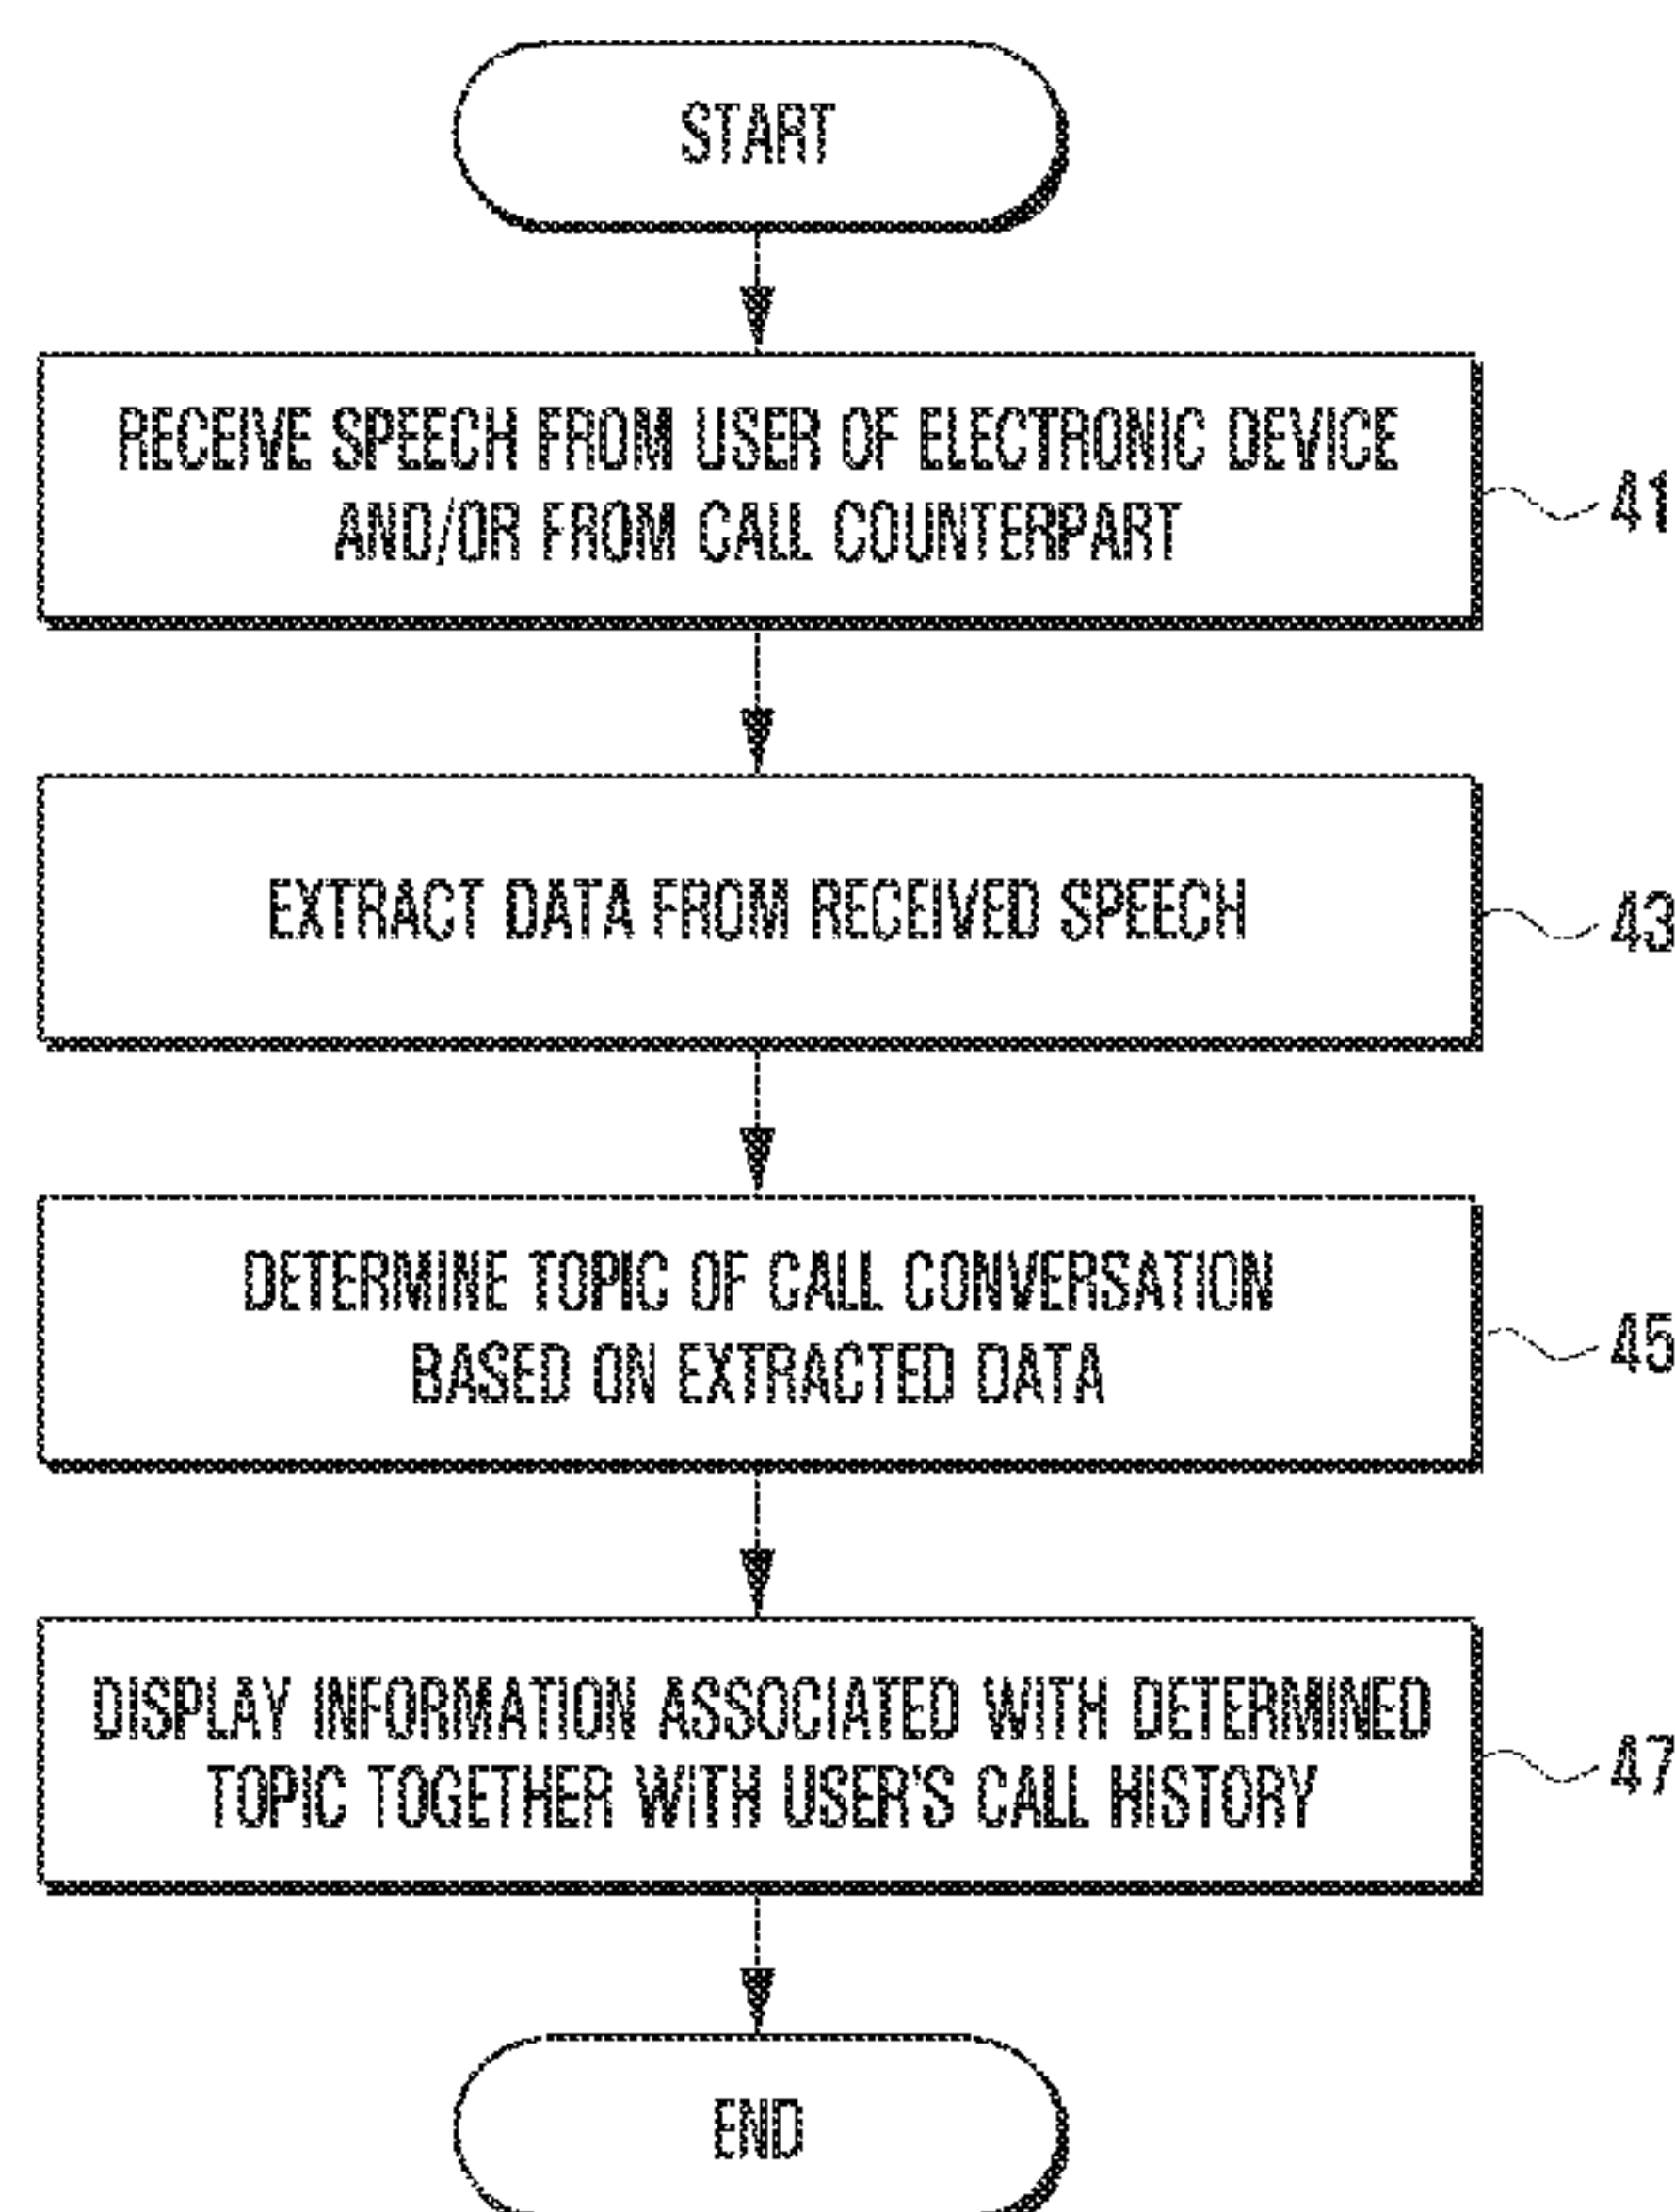 START
RECEIVE SPEECH FROM USER OF ELECTRONIC DEVICE
AND/OR FROM CALL COUNTERPART
41
EXTRACT DATA FROM RECEIVED SPEECH
43
DETERMINE TOPIC OF CALL CONVERSATION
BASED ON EXTRACTED DATA
45
DISPLAY INFORMATION ASSOCIATED WITH DETERMINED
TOPIC TOGETHER WITH USER'S CALL HISTORY
47
END